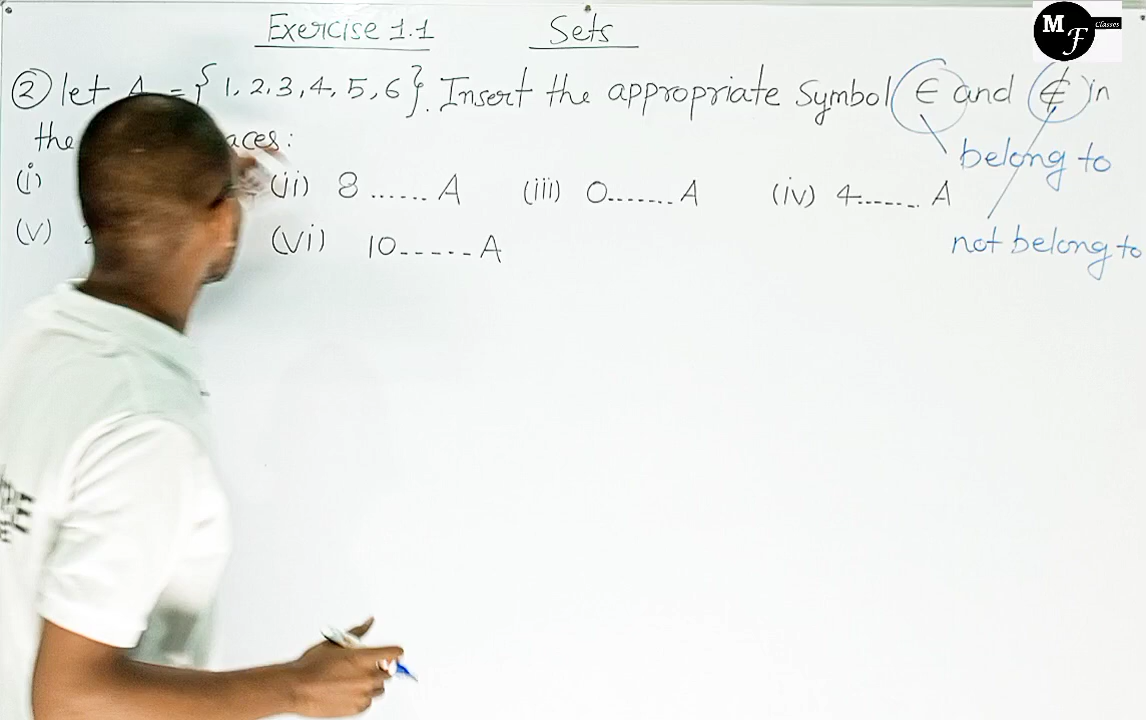 Exercise 1.1 Sets
M F Classes
② let A = { 1, 2, 3, 4, 5, 6 }. Insert the appropriate symbol ∈ and ∉ in
the aces:
belong to
(i) (ii) 8 ...... A (iii) 0....... A (iv) 4....... A
not belong to
(v) (vi) 10----- A